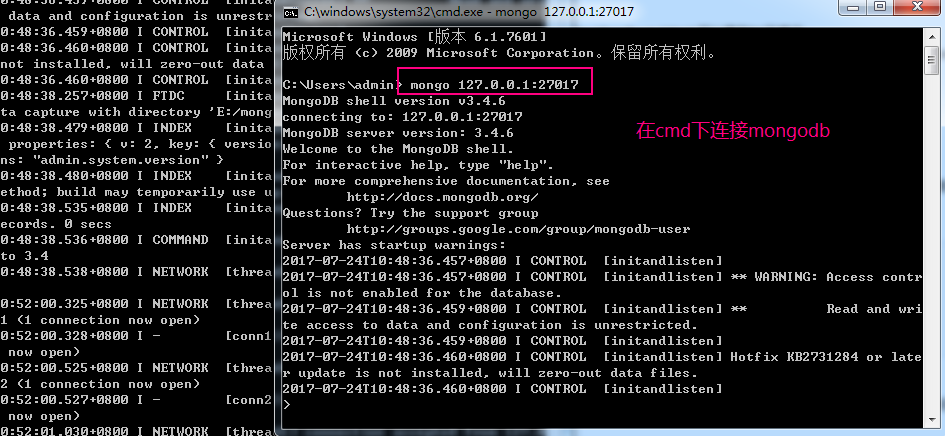 0:48:36.457+0800 I CONTROL  [inita
data and configuration is unrestr
0:48:36.459+0800 I CONTROL  [inita
0:48:36.460+0800 I CONTROL  [inita
not installed, will zero-out data
0:48:36.460+0800 I CONTROL  [inita
0:48:38.257+0800 I FTDC     [inita
ta capture with directory 'E:/mong
0:48:38.479+0800 I INDEX    [inita
properties: { v: 2, key: { versio
ns: "admin.system.version" }
0:48:38.480+0800 I INDEX    [inita
ethod; build may temporarily use u
0:48:38.535+0800 I INDEX    [inita
ecords. 0 secs
0:48:38.536+0800 I COMMAND  [inita
to 3.4
0:48:38.538+0800 I NETWORK  [threa
0:52:00.325+0800 I NETWORK  [threa
1 (1 connection now open)
0:52:00.328+0800 I -        [conn1
now open)
0:52:00.525+0800 I NETWORK  [threa
2 (1 connection now open)
0:52:00.527+0800 I -        [conn2
now open)
0:52:01.030+0800 I NETWORK  [threa
C:\windows\system32\cmd.exe - mongo  127.0.0.1:27017
Microsoft Windows [版本 6.1.7601]
版权所有 (c) 2009 Microsoft Corporation。保留所有权利。
C:\Users\admin> mongo 127.0.0.1:27017
MongoDB shell version v3.4.6
connecting to: 127.0.0.1:27017
MongoDB server version: 3.4.6
Welcome to the MongoDB shell.
For interactive help, type "help".
For more comprehensive documentation, see
http://docs.mongodb.org/
Questions? Try the support group
http://groups.google.com/group/mongodb-user
Server has startup warnings:
2017-07-24T10:48:36.457+0800 I CONTROL  [initandlisten]
2017-07-24T10:48:36.457+0800 I CONTROL  [initandlisten] ** WARNING: Access contr
ol is not enabled for the database.
2017-07-24T10:48:36.459+0800 I CONTROL  [initandlisten] **          Read and wri
te access to data and configuration is unrestricted.
2017-07-24T10:48:36.459+0800 I CONTROL  [initandlisten]
2017-07-24T10:48:36.460+0800 I CONTROL  [initandlisten] Hotfix KB2731284 or late
r update is not installed, will zero-out data files.
2017-07-24T10:48:36.460+0800 I CONTROL  [initandlisten]
>
在cmd下连接mongodb